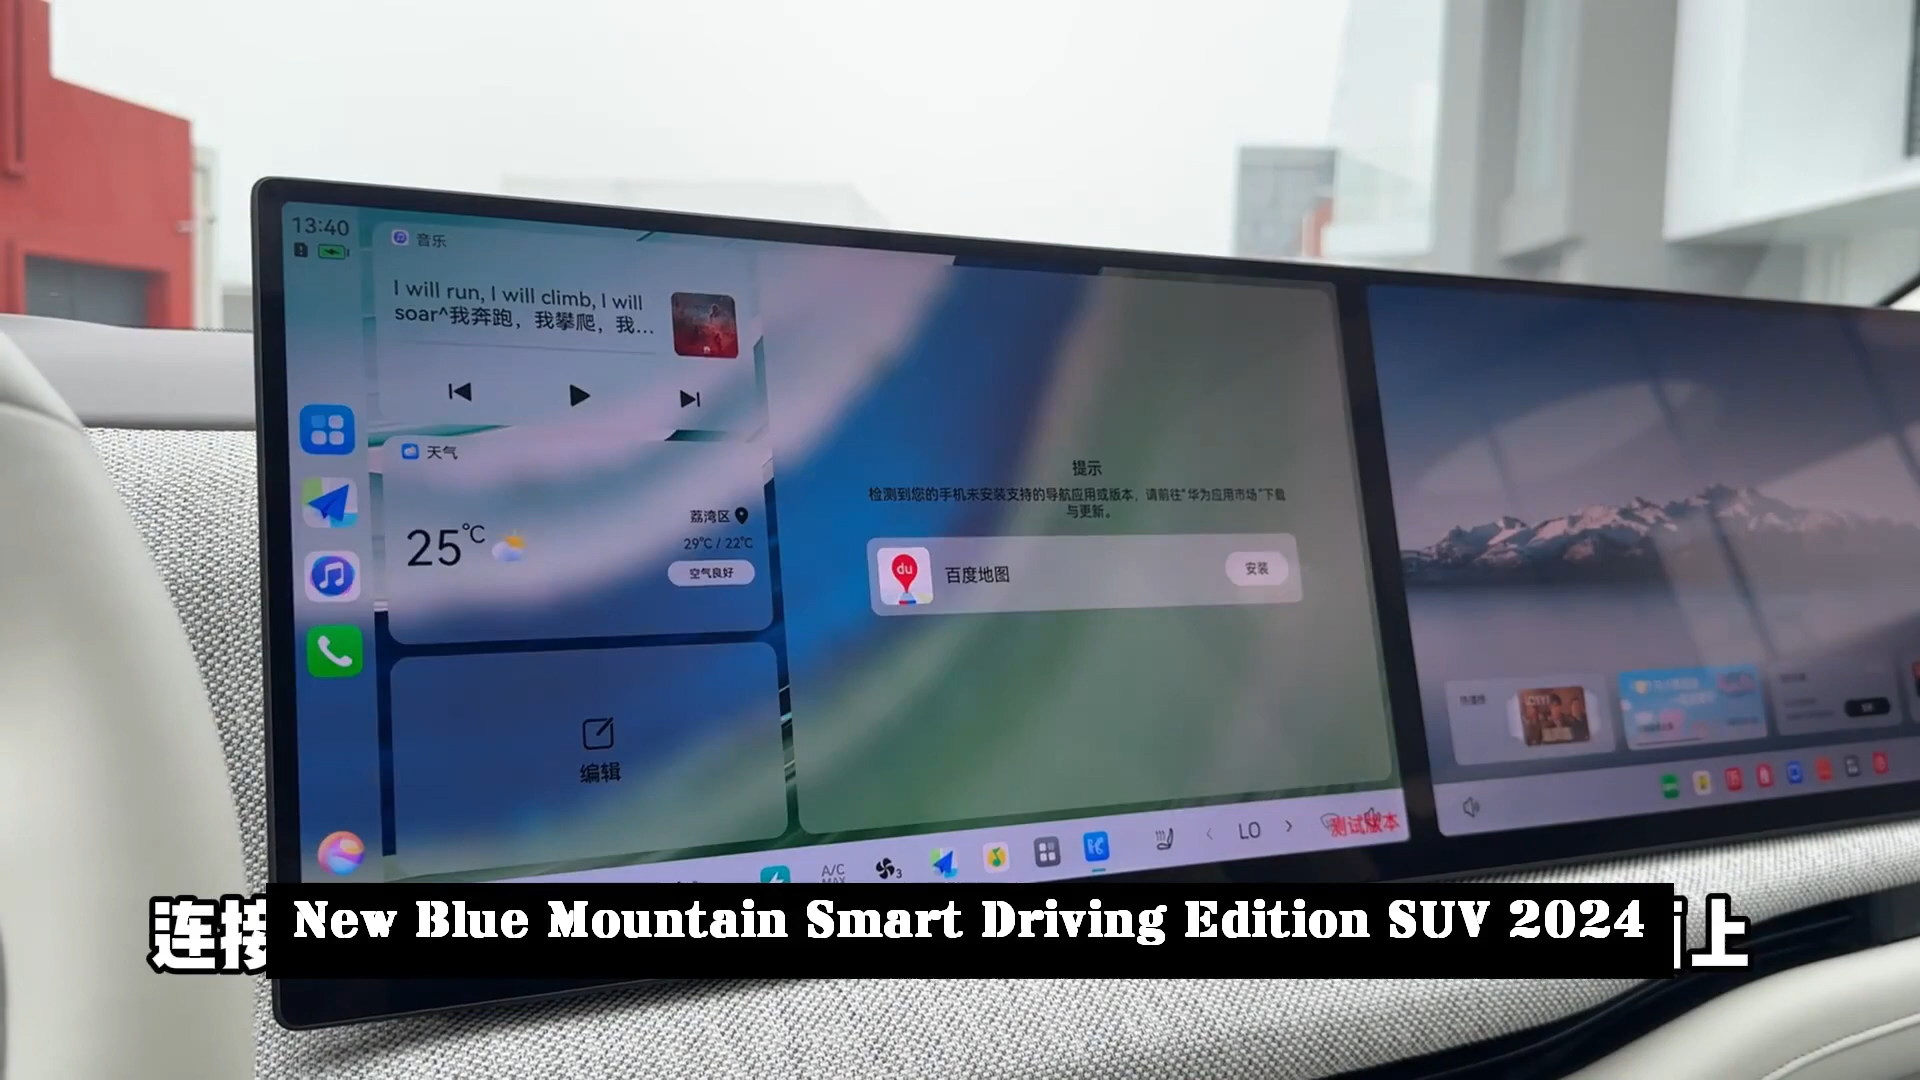 13:40
音乐
I will run, I will climb, I will
soar^我奔跑，我攀爬，我...
天气
25℃
荔湾区
29℃ / 22℃
空气良好
编辑
提示
检测到您的手机未安装支持的导航应用或版本，请前往"华为应用市场"下载
与更新。
du
百度地图
安装
A/C
MAX
3
LO
测试版本
连接
New Blue Mountain Smart Driving Edition SUV 2024
上